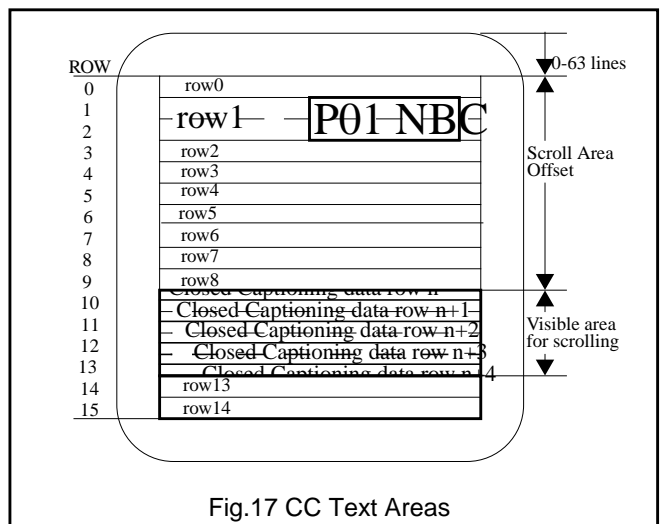 0-63 lines
ROW
0
row0
1
row1
P01 NBC
2
3
row2
Scroll Area
Offset
4
row3
5
row4
6
row5
7
row6
8
row7
9
row8
Closed Captioning data row n
10
Closed Captioning data row n+1
11
Closed Captioning data row n+2
Visible area
for scrolling
12
Closed Captioning data row n+3
13
Closed Captioning data row n+4
14
row13
15
row14
Fig.17 CC Text Areas